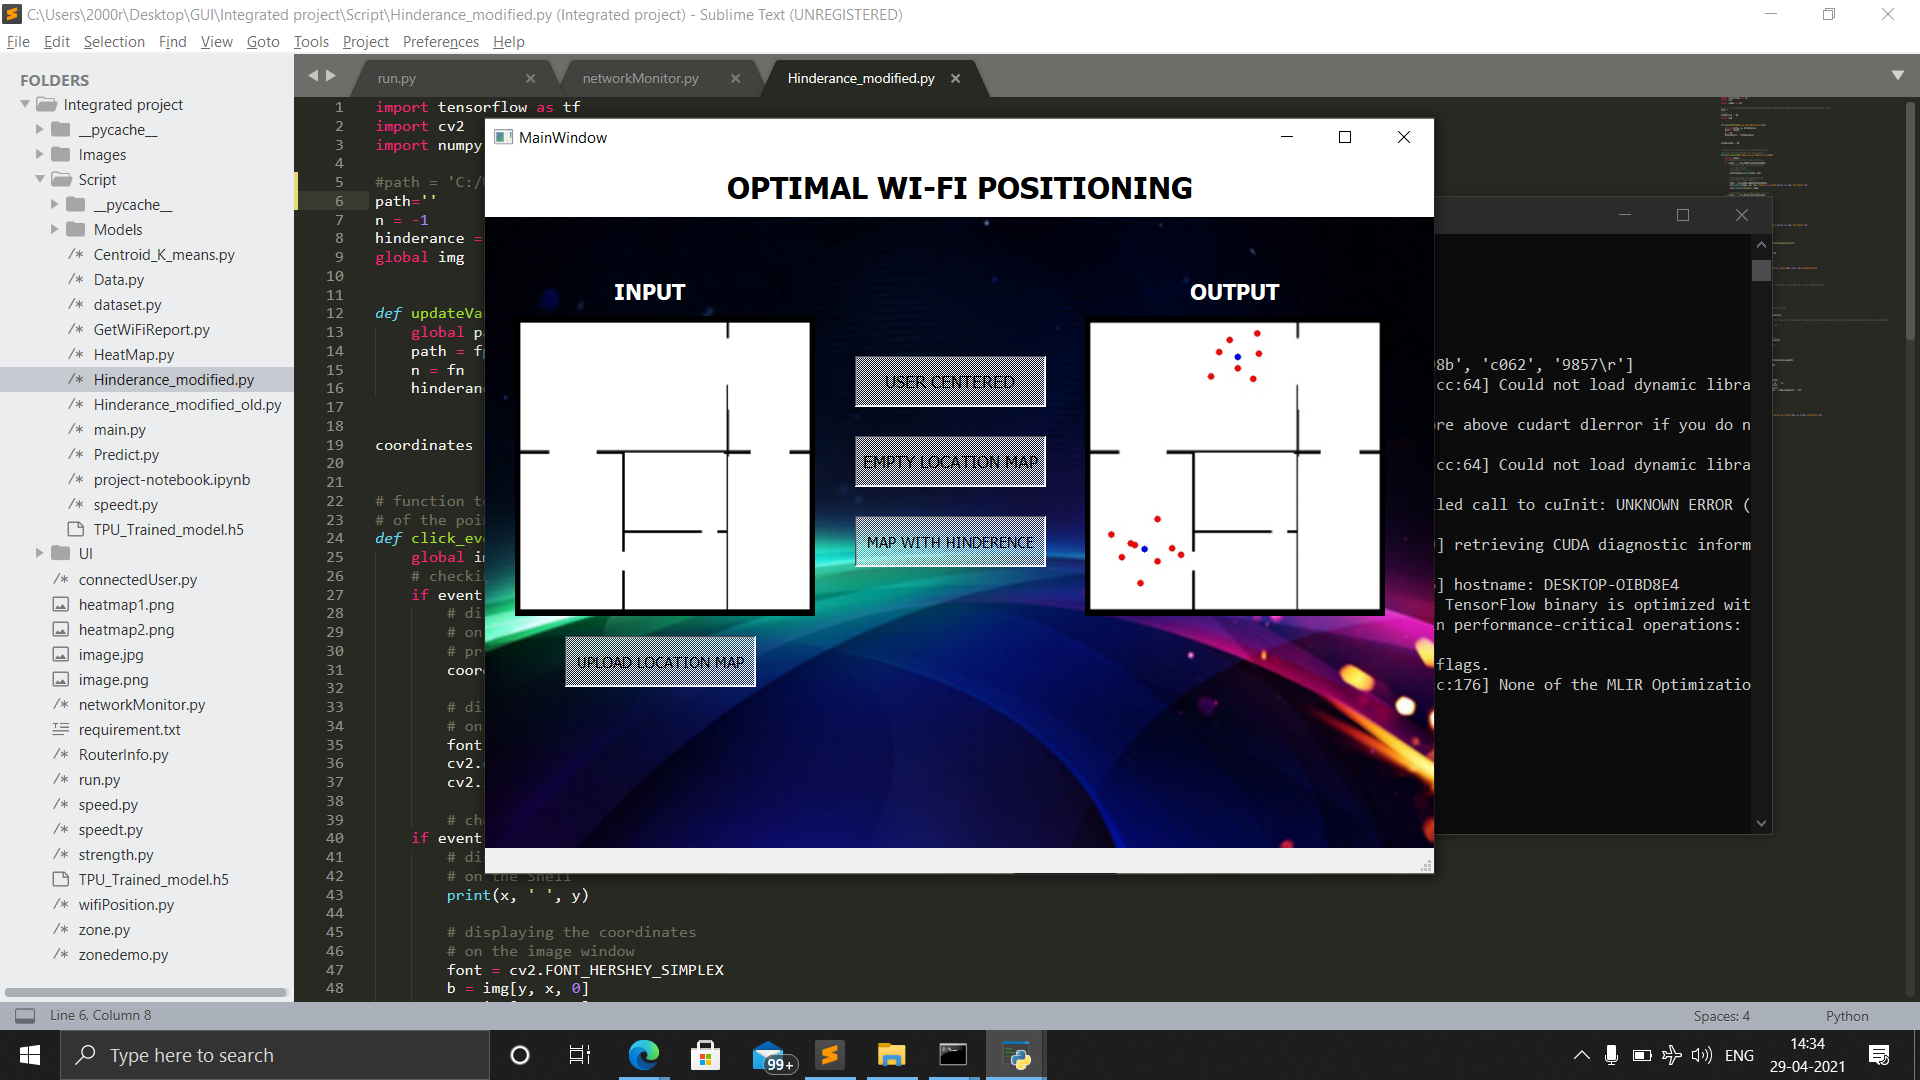 C:\Users\2000r\Desktop\GUI\Integrated project\Script\Hinderance_modified.py (Integrated project) - Sublime Text (UNREGISTERED)
File Edit Selection Find View Goto Tools Project Preferences Help
FOLDERS
Integrated project
__pycache__
Images
Script
__pycache__
Models
/* Centroid_K_means.py
/* Data.py
/* dataset.py
/* GetWiFiReport.py
/* HeatMap.py
/* Hinderance_modified.py
/* Hinderance_modified_old.py
/* main.py
/* Predict.py
/* project-notebook.ipynb
/* speedt.py
TPU_Trained_model.h5
UI
/* connectedUser.py
heatmap1.png
heatmap2.png
image.jpg
image.png
/* networkMonitor.py
requirement.txt
/* RouterInfo.py
/* run.py
/* speed.py
/* speedt.py
/* strength.py
TPU_Trained_model.h5
/* wifiPosition.py
/* zone.py
/* zonedemo.py
run.py
networkMonitor.py
Hinderance_modified.py
1 import tensorflow as tf
2 import cv2
3 import numpy
4
5 #path = 'C:/
6 path=''
7 n = -1
8 hinderance =
9 global img
10
11
12 def updateVa
13 global p
14 path = f
15 n = fn
16 hinderan
17
18
19 coordinates
20
21
22 # function t
23 # of the poi
24 def click_ev
25 global i
26 # checki
27 if event
28 # di
29 # on
30 # pr
31 coor
32
33 # di
34 # on
35 font
36 cv2.
37 cv2.
38
39 # ch
40 if event
41 # di
42 # on the Shell
43 print(x, ' ', y)
44
45 # displaying the coordinates
46 # on the image window
47 font = cv2.FONT_HERSHEY_SIMPLEX
48 b = img[y, x, 0]
MainWindow
OPTIMAL WI-FI POSITIONING
INPUT
OUTPUT
USER CENTERED
EMPTY LOCATION MAP
MAP WITH HINDERENCE
UPLOAD LOCATION MAP
8b', 'c062', '9857\r']
cc:64] Could not load dynamic libra
re above cudart dlerror if you do n
cc:64] Could not load dynamic libra
led call to cuInit: UNKNOWN ERROR (
] retrieving CUDA diagnostic inform
] hostname: DESKTOP-OIBD8E4
TensorFlow binary is optimized wit
n performance-critical operations:
flags.
c:176] None of the MLIR Optimizatio
Line 6, Column 8
Spaces: 4
Python
Type here to search
99+
ENG
14:34
29-04-2021